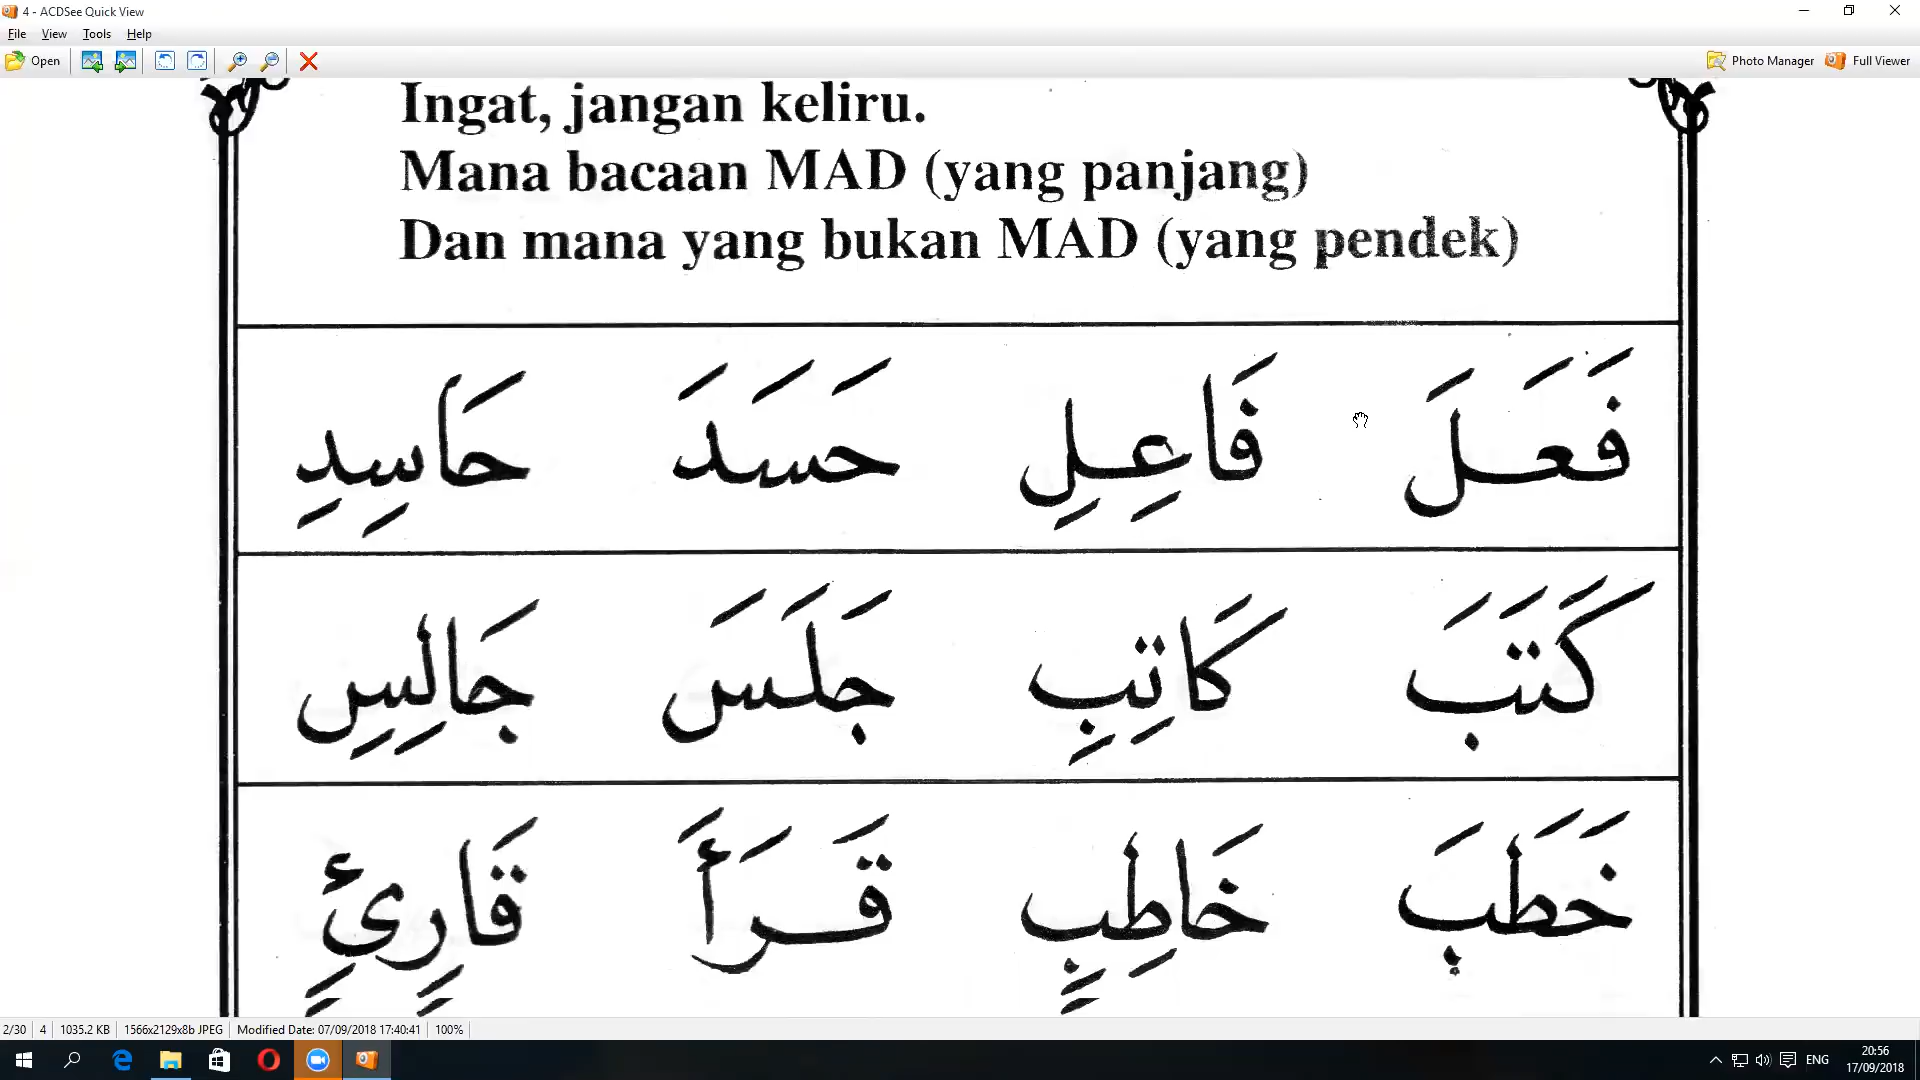 4 - ACDSee Quick View
File View Tools Help
Open Photo Manager Full Viewer
Ingat, jangan keliru.
Mana bacaan MAD (yang panjang)
Dan mana yang bukan MAD (yang pendek)
فَعَلَ فَاعِلِ حَسَدَ حَاسِدِ
كَتَبَ كَاتِبِ جَلَسَ جَالِسِ
خَطَبَ خَاطِبٍ قَرَأَ قَارِئٍ
2/30 4 1035.2 KB 1566x2129x8b JPEG Modified Date: 07/09/2018 17:40:41 100%
ENG 20:56
17/09/2018